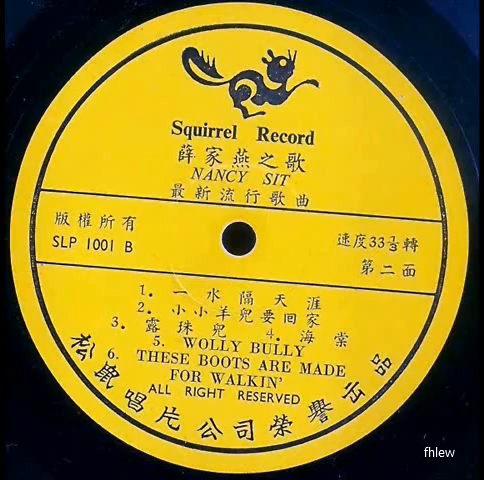 Squirrel Record
薛家燕之歌
NANCY SIT
最新流行歌曲
版權所有
SLP 1001 B
速度33⅓轉
第二面
1. 一水隔天涯
2. 小小羊兒要回家
3. 露珠兒 4. 海棠
5. WOLLY BULLY
6. THESE BOOTS ARE MADE
FOR WALKIN'
ALL RIGHT RESERVED
松鼠唱片公司榮譽出品
fhlew